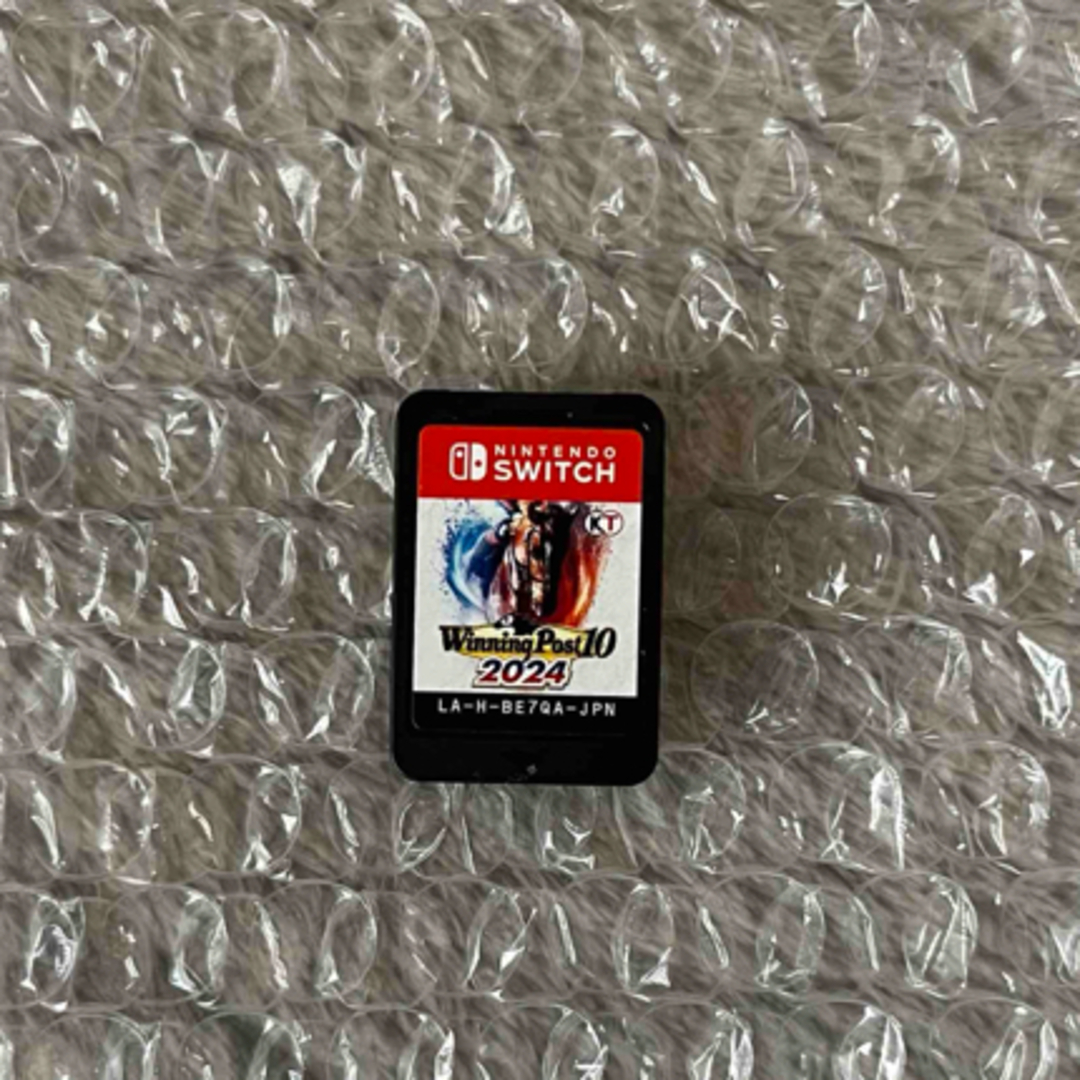 NINTENDO
SWITCH
KT
Winning Post 10
2024
LA-H-BE7QA-JPN